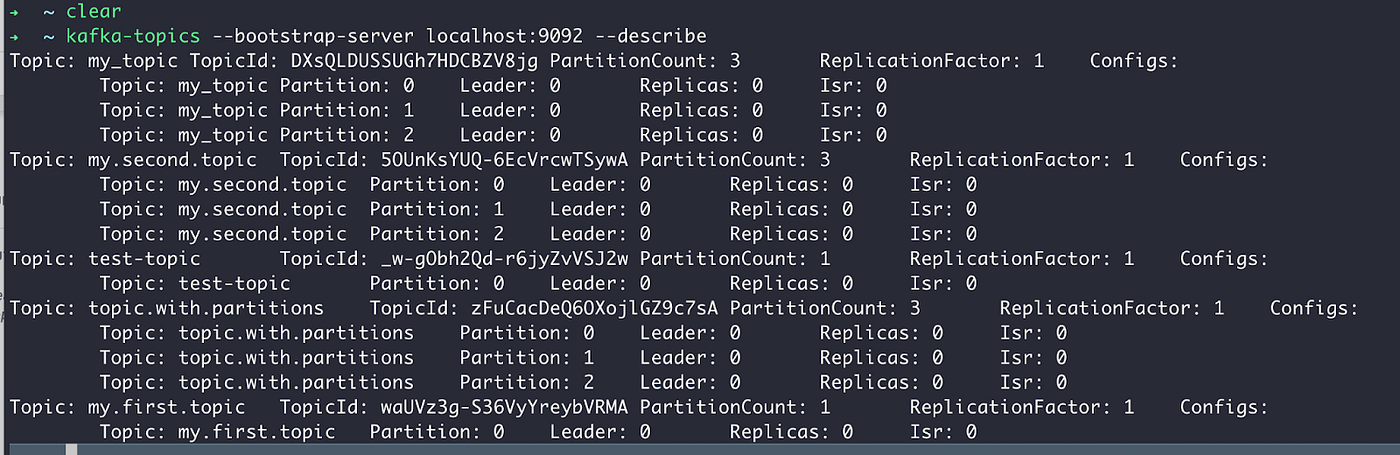 → ~ clear
→ ~ kafka-topics --bootstrap-server localhost:9092 --describe
Topic: my_topic TopicId: DXsQLDUSSUGh7HDCBZV8jg PartitionCount: 3 ReplicationFactor: 1 Configs:
Topic: my_topic Partition: 0 Leader: 0 Replicas: 0 Isr: 0
Topic: my_topic Partition: 1 Leader: 0 Replicas: 0 Isr: 0
Topic: my_topic Partition: 2 Leader: 0 Replicas: 0 Isr: 0
Topic: my.second.topic TopicId: 5OUnKsYUQ-6EcVrcwTSywA PartitionCount: 3 ReplicationFactor: 1 Configs:
Topic: my.second.topic Partition: 0 Leader: 0 Replicas: 0 Isr: 0
Topic: my.second.topic Partition: 1 Leader: 0 Replicas: 0 Isr: 0
Topic: my.second.topic Partition: 2 Leader: 0 Replicas: 0 Isr: 0
Topic: test-topic TopicId: _w-gObh2Qd-r6jyZvVSJ2w PartitionCount: 1 ReplicationFactor: 1 Configs:
Topic: test-topic Partition: 0 Leader: 0 Replicas: 0 Isr: 0
Topic: topic.with.partitions TopicId: zFuCacDeQ6OXojlGZ9c7sA PartitionCount: 3 ReplicationFactor: 1 Configs:
Topic: topic.with.partitions Partition: 0 Leader: 0 Replicas: 0 Isr: 0
Topic: topic.with.partitions Partition: 1 Leader: 0 Replicas: 0 Isr: 0
Topic: topic.with.partitions Partition: 2 Leader: 0 Replicas: 0 Isr: 0
Topic: my.first.topic TopicId: waUVz3g-S36VyYreybVRMA PartitionCount: 1 ReplicationFactor: 1 Configs:
Topic: my.first.topic Partition: 0 Leader: 0 Replicas: 0 Isr: 0